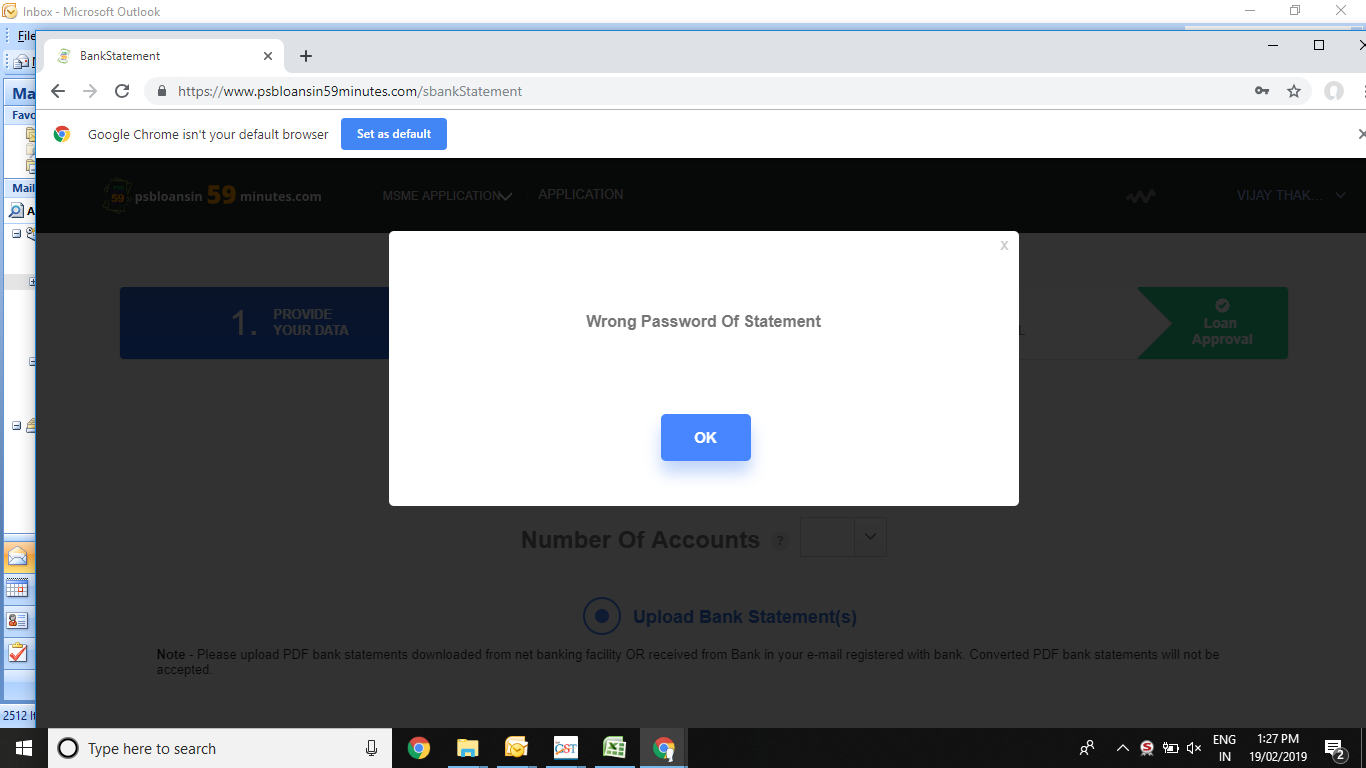 Inbox - Microsoft Outlook
File
BankStatement
https://www.psbloansin59minutes.com/sbankStatement
Ma
Favo
Google Chrome isn't your default browser
Set as default
Mail
A
psbloansin 59 minutes.com
MSME APPLICATION
APPLICATION
VIJAY THAK...
X
1.
PROVIDE
YOUR DATA
Wrong Password Of Statement
Loan
Approval
OK
Number Of Accounts ?
Upload Bank Statement(s)
Note - Please upload PDF bank statements downloaded from net banking facility OR received from Bank in your e-mail registered with bank. Converted PDF bank statements will not be
accepted.
2512 It
Type here to search
GST
ENG
IN
1:27 PM
19/02/2019
2